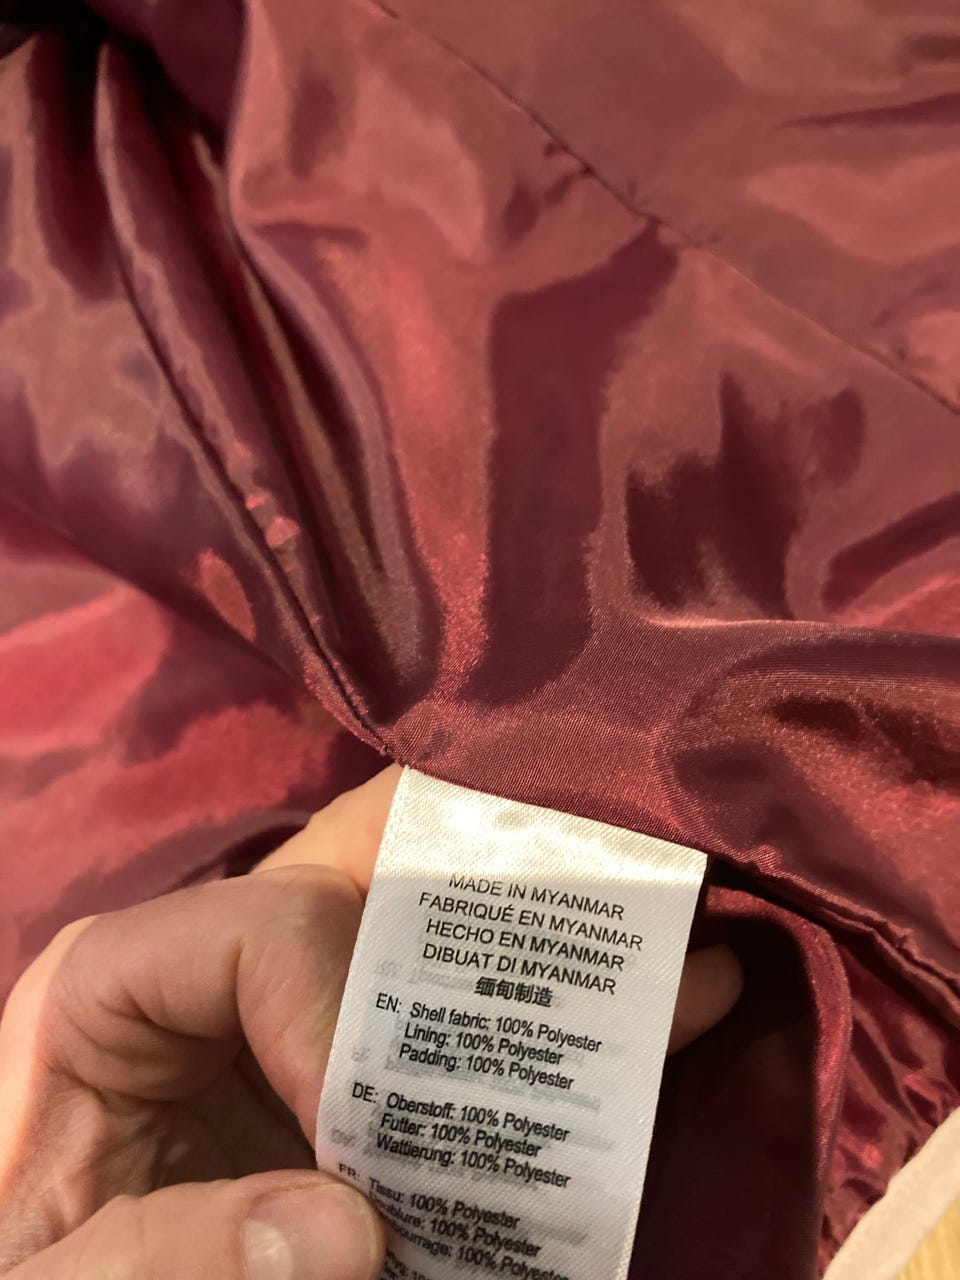 MADE IN MYANMAR
FABRIQUÉ EN MYANMAR
HECHO EN MYANMAR
DIBUAT DI MYANMAR
缅甸制造
EN: Shell fabric: 100% Polyester
Lining: 100% Polyester
Padding: 100% Polyester
DE: Oberstoff: 100% Polyester
Futter: 100% Polyester
Wattierung: 100% Polyester
FR: Tissu: 100% Polyester
100% Polyester
100% Polyester